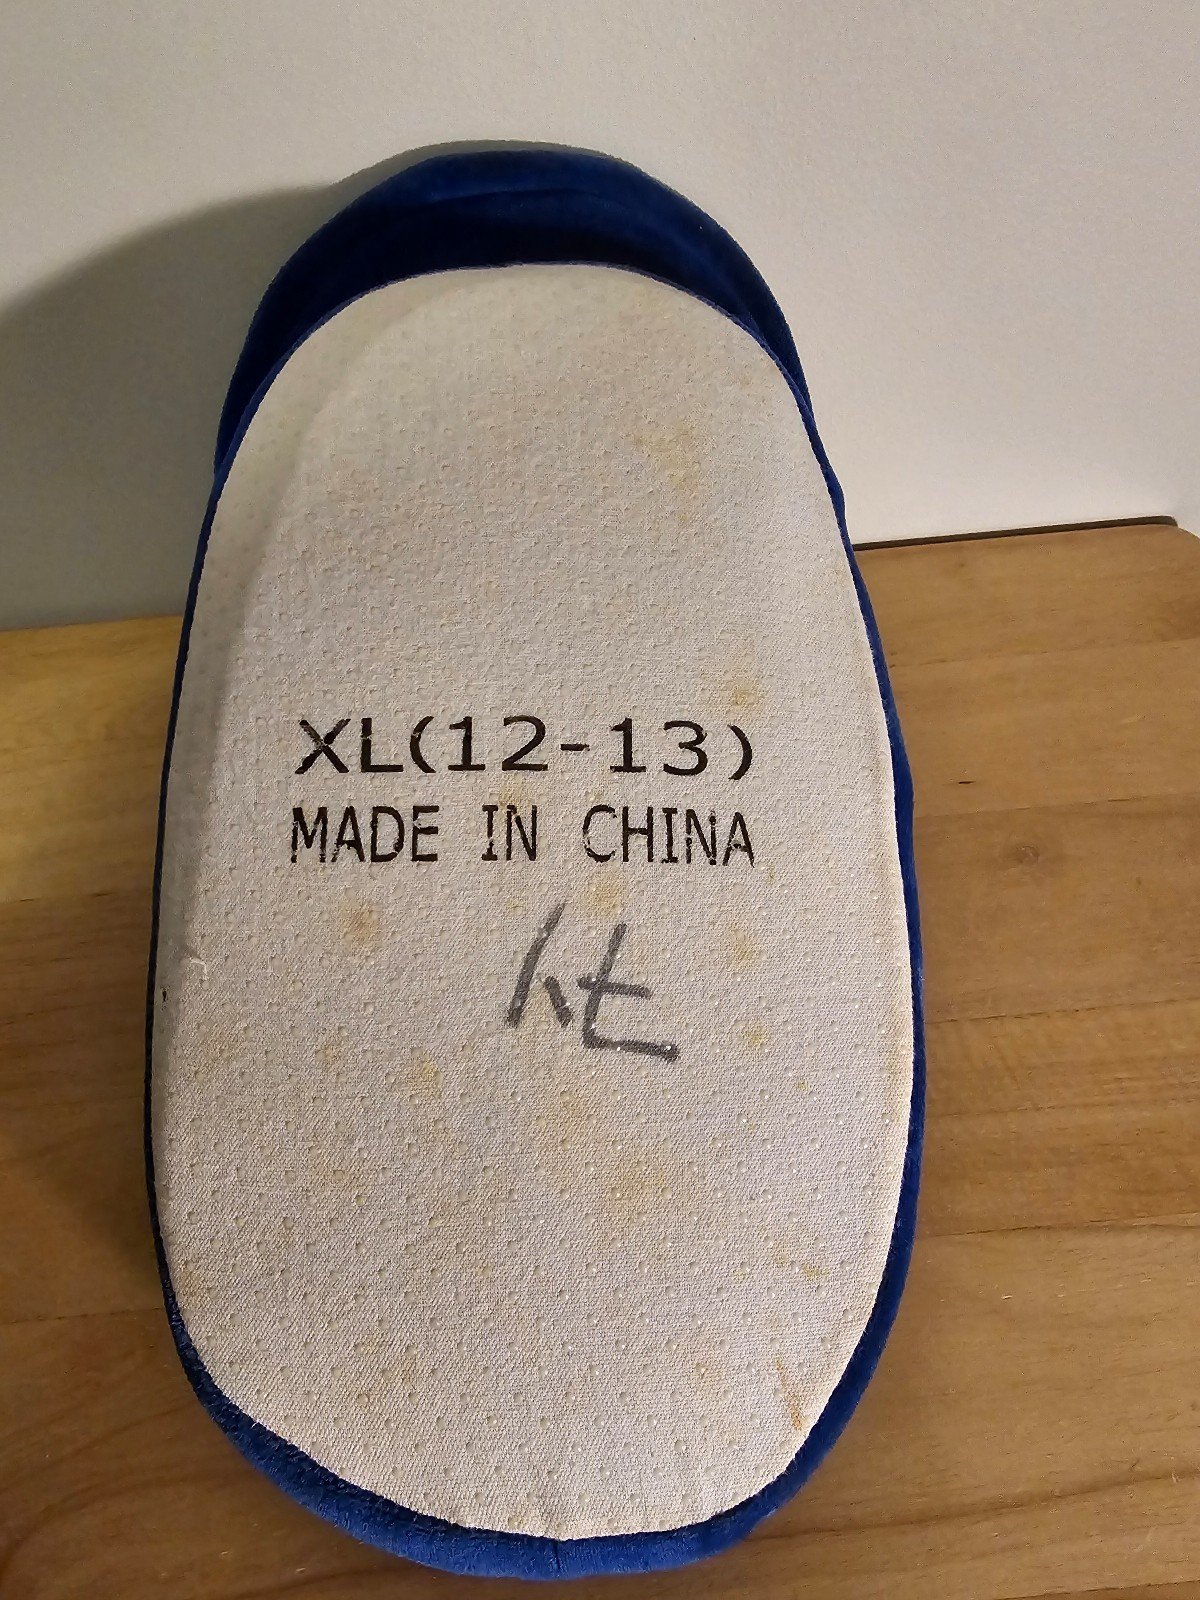 XL(12-13)
MADE IN CHINA